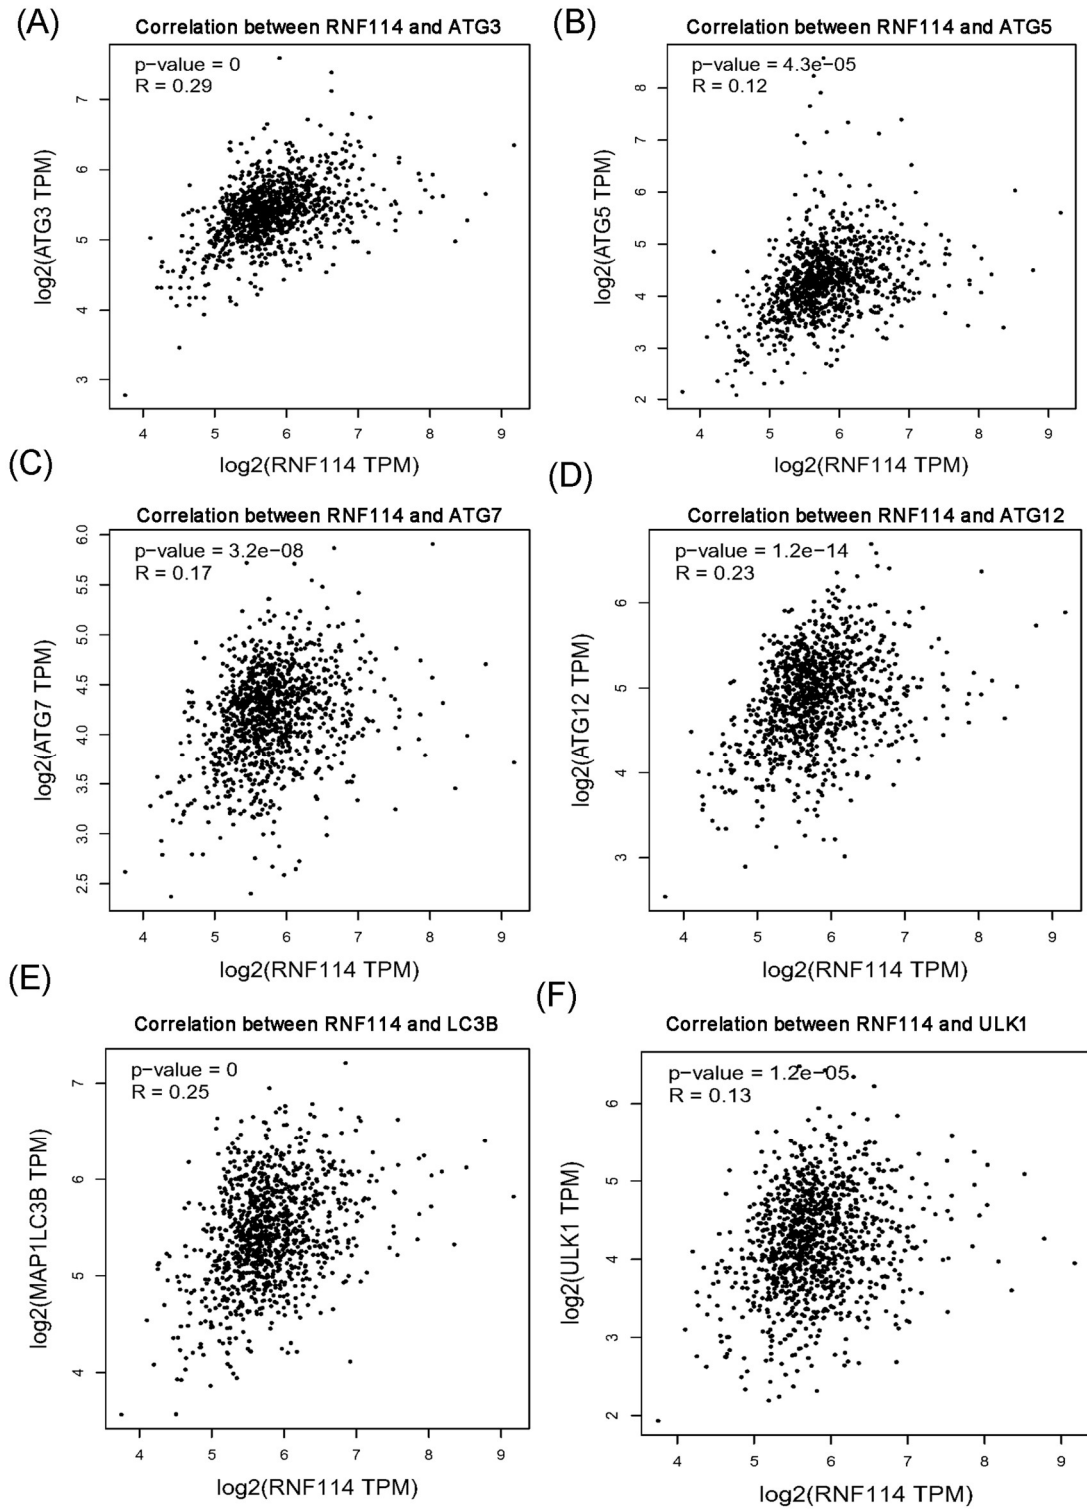 (A)
Correlation between RNF114 and ATG3
p-value = 0
R = 0.29
log2(ATG3 TPM)
7
6
5
4
3
4 5 6 7 8 9
log2(RNF114 TPM)
(B)
Correlation between RNF114 and ATG5
p-value = 4.3e-05
R = 0.12
log2(ATG5 TPM)
8
7
6
5
4
3
2
4 5 6 7 8 9
log2(RNF114 TPM)
(C)
Correlation between RNF114 and ATG7
p-value = 3.2e-08
R = 0.17
log2(ATG7 TPM)
6.0
5.5
5.0
4.5
4.0
3.5
3.0
2.5
4 5 6 7 8 9
log2(RNF114 TPM)
(D)
Correlation between RNF114 and ATG12
p-value = 1.2e-14
R = 0.23
log2(ATG12 TPM)
6
5
4
3
4 5 6 7 8 9
log2(RNF114 TPM)
(E)
Correlation between RNF114 and LC3B
p-value = 0
R = 0.25
log2(MAP1LC3B TPM)
7
6
5
4
4 5 6 7 8 9
log2(RNF114 TPM)
(F)
Correlation between RNF114 and ULK1
p-value = 1.2e-05
R = 0.13
log2(ULK1 TPM)
6
5
4
3
2
4 5 6 7 8 9
log2(RNF114 TPM)